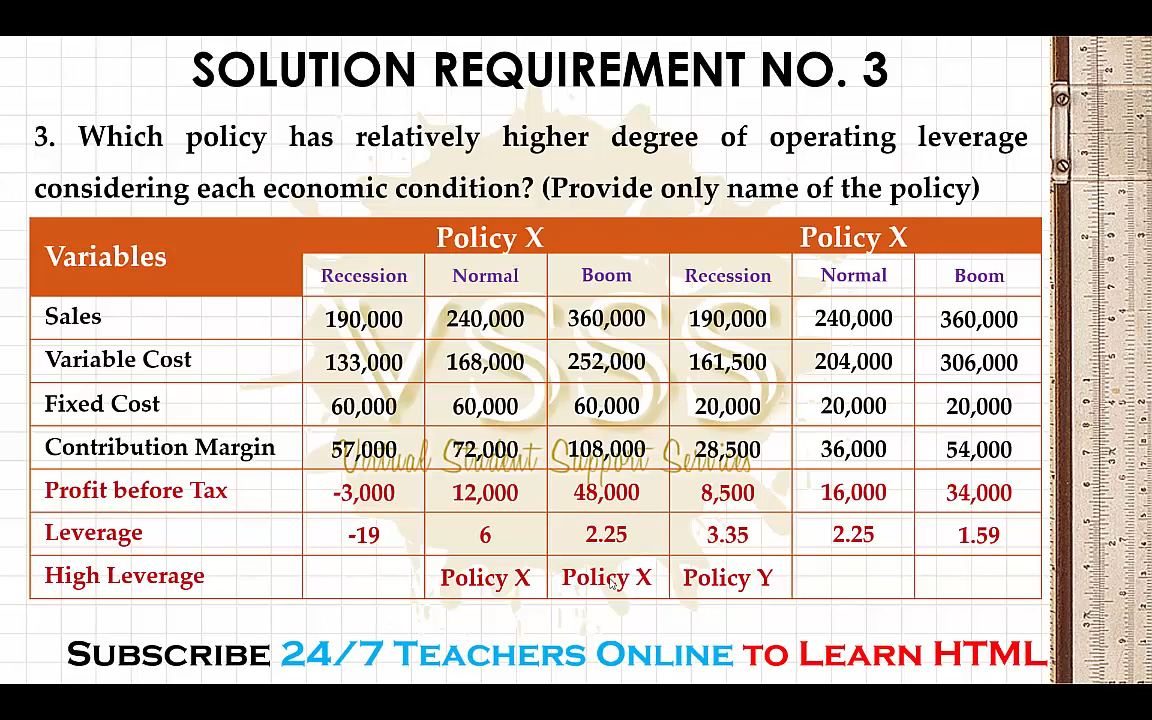 SOLUTION REQUIREMENT NO. 3
3. Which policy has relatively higher degree of operating leverage
considering each economic condition? (Provide only name of the policy)
Variables Policy X Policy X
Recession Normal Boom Recession Normal Boom
Sales 190,000 240,000 360,000 190,000 240,000 360,000
Variable Cost 133,000 168,000 252,000 161,500 204,000 306,000
Fixed Cost 60,000 60,000 60,000 20,000 20,000 20,000
Contribution Margin 57,000 72,000 108,000 28,500 36,000 54,000
Virtual Student Support Services
Profit before Tax -3,000 12,000 48,000 8,500 16,000 34,000
Leverage -19 6 2.25 3.35 2.25 1.59
High Leverage Policy X Policy X Policy Y
VSSS
SUBSCRIBE 24/7 TEACHERS ONLINE TO LEARN HTML